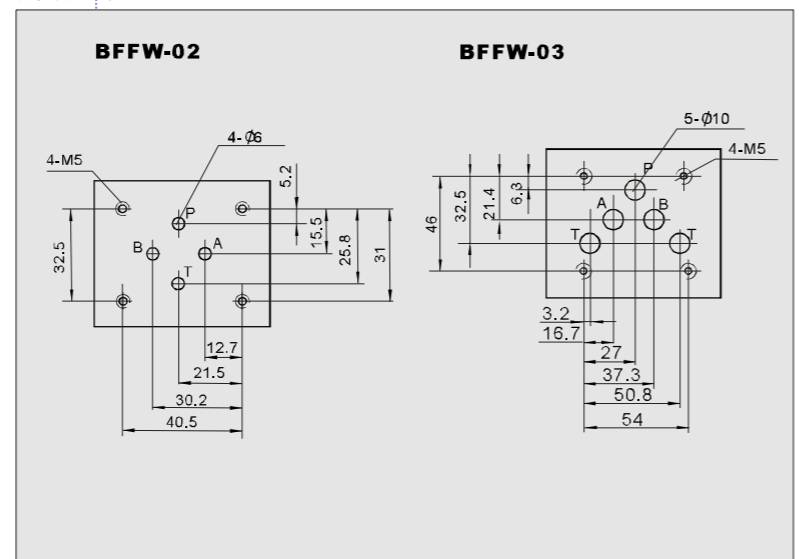 BFFW-02
4-Ø6
4-M5
5.2
15.5
25.8
31
32.5
P
B
A
T
12.7
21.5
30.2
40.5
BFFW-03
5-Ø10
4-M5
P
A
B
T
T
6.3
21.4
32.5
46
3.2
16.7
27
37.3
50.8
54